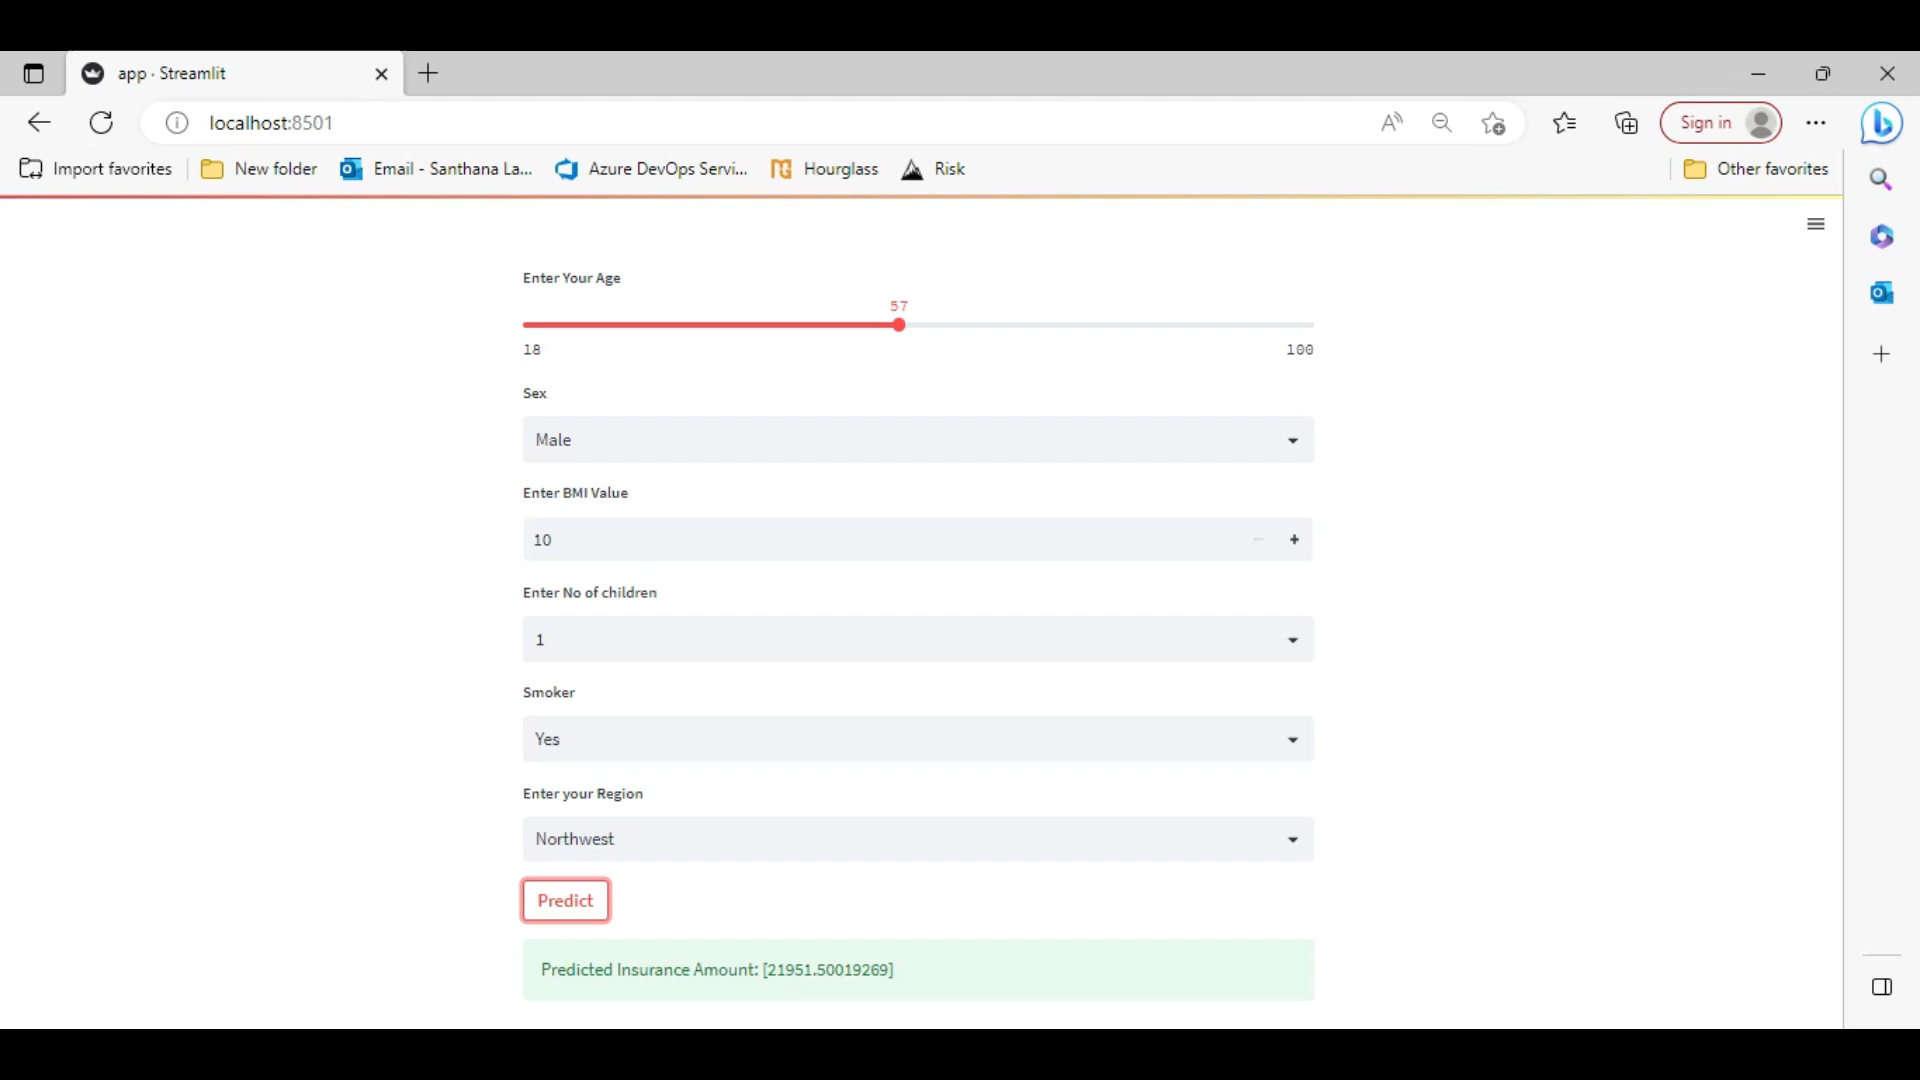 app · Streamlit
localhost:8501
Sign in
Import favorites
New folder
Email - Santhana La...
Azure DevOps Servi...
Hourglass
Risk
Other favorites
Enter Your Age
57
18
100
Sex
Male
Enter BMI Value
10
Enter No of children
1
Smoker
Yes
Enter your Region
Northwest
Predict
Predicted Insurance Amount: [21951.50019269]